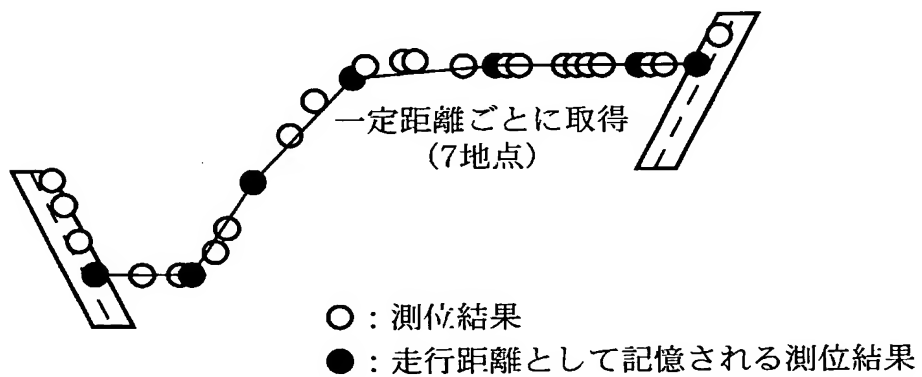 一定距離ごとに取得
(7地点)
○：測位結果
●：走行距離として記憶される測位結果